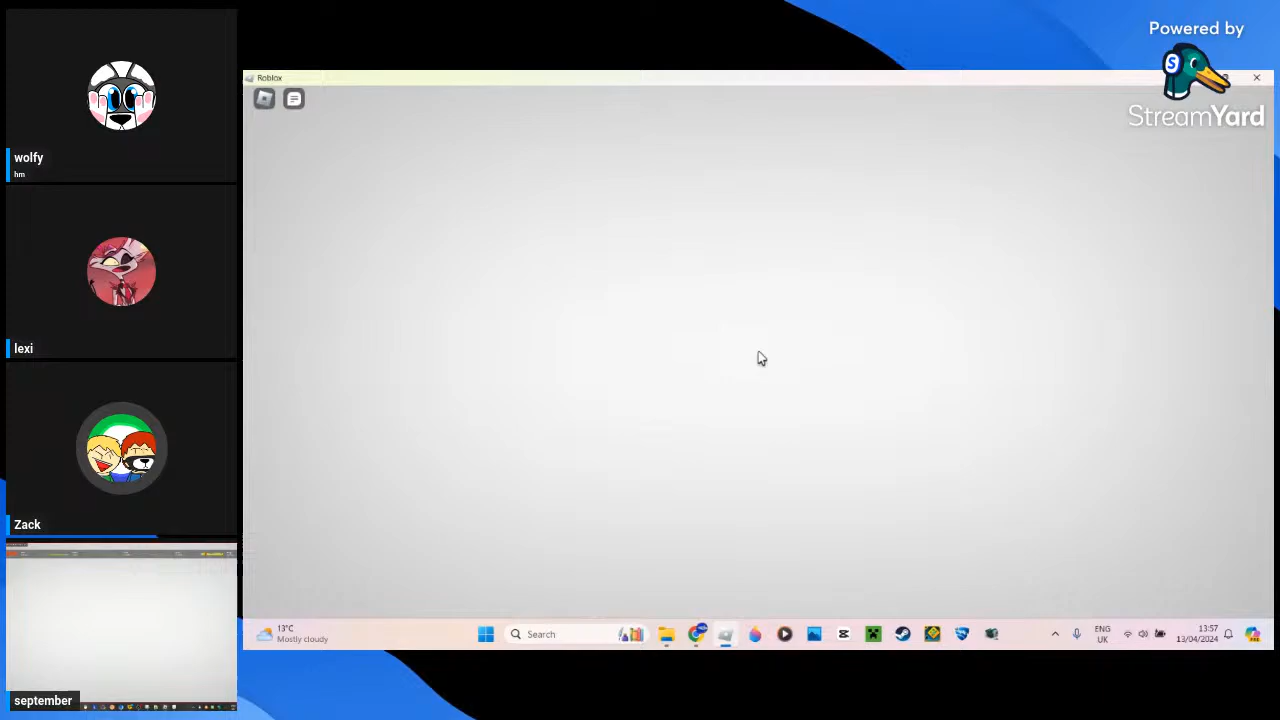 Powered by
StreamYard
Roblox
wolfy
hm
lexi
Zack
september
13°C
Mostly cloudy
Search
ENG
UK
13:57
13/04/2024